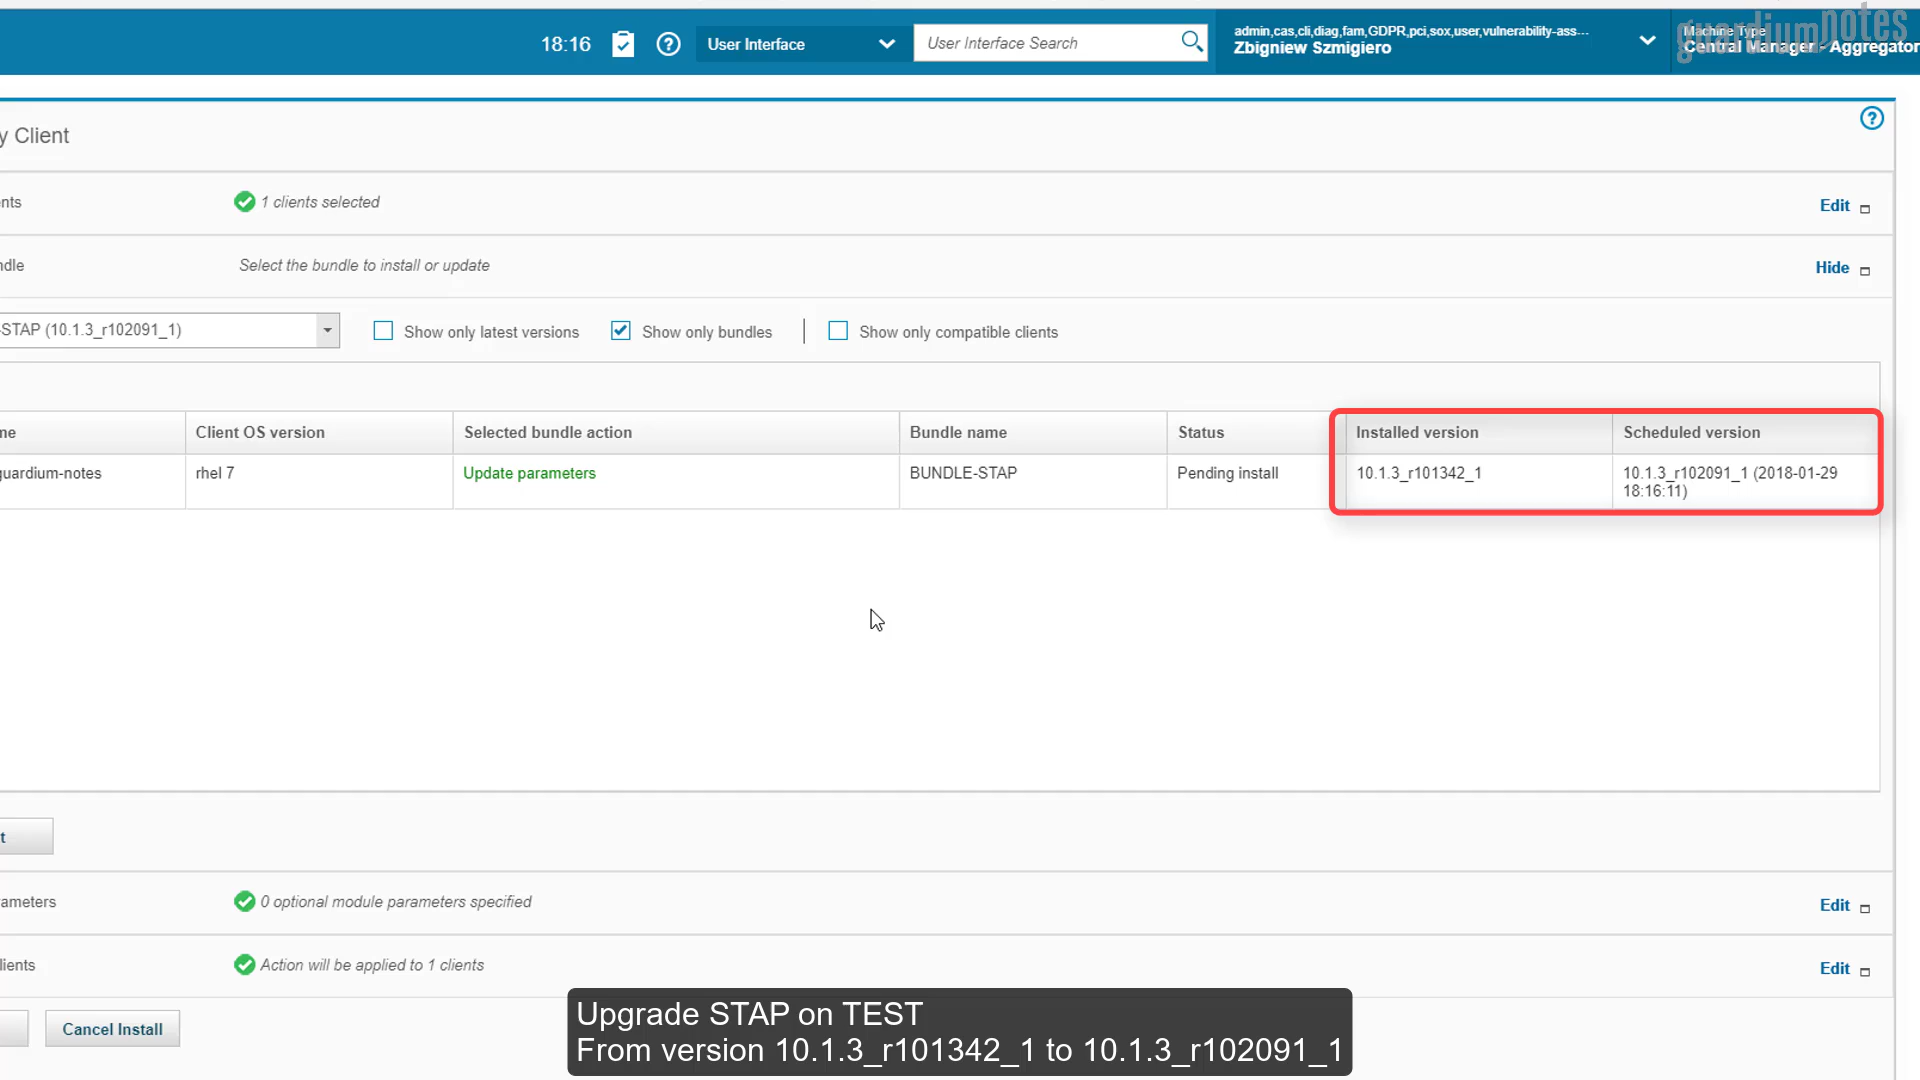 18:16
User Interface
User Interface Search
admin,cas,cli,diag,fam,GDPR,pci,sox,user,vulnerability-ass...
Zbigniew Szmigiero
Machine Type
Central Manager - Aggregator
guardiumnotes
y Client
nts
1 clients selected
Edit
ndle
Select the bundle to install or update
Hide
-STAP (10.1.3_r102091_1)
Show only latest versions
Show only bundles
Show only compatible clients
me
Client OS version
Selected bundle action
Bundle name
Status
Installed version
Scheduled version
guardium-notes
rhel 7
Update parameters
BUNDLE-STAP
Pending install
10.1.3_r101342_1
10.1.3_r102091_1 (2018-01-29
18:16:11)
t
ameters
0 optional module parameters specified
Edit
lients
Action will be applied to 1 clients
Edit
Cancel Install
Upgrade STAP on TEST
From version 10.1.3_r101342_1 to 10.1.3_r102091_1